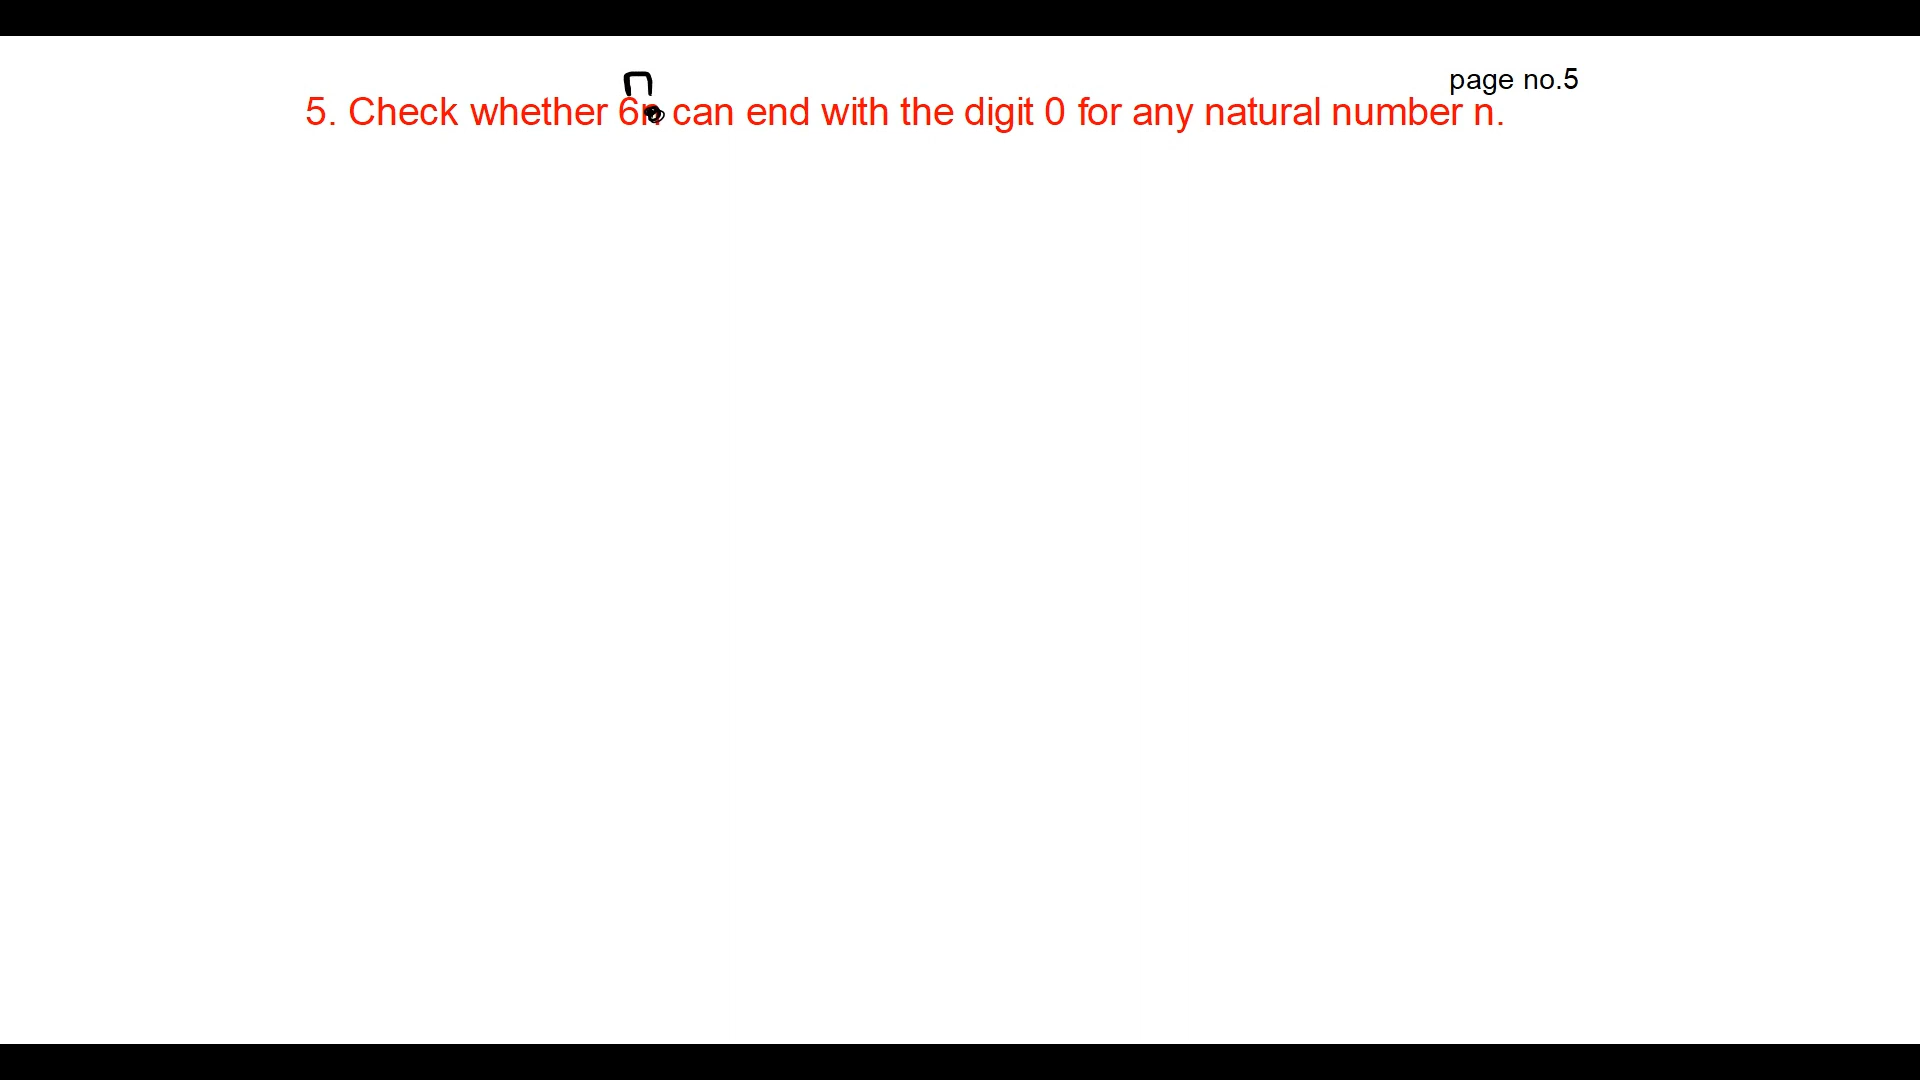 page no.5
n
5. Check whether 6n can end with the digit 0 for any natural number n.